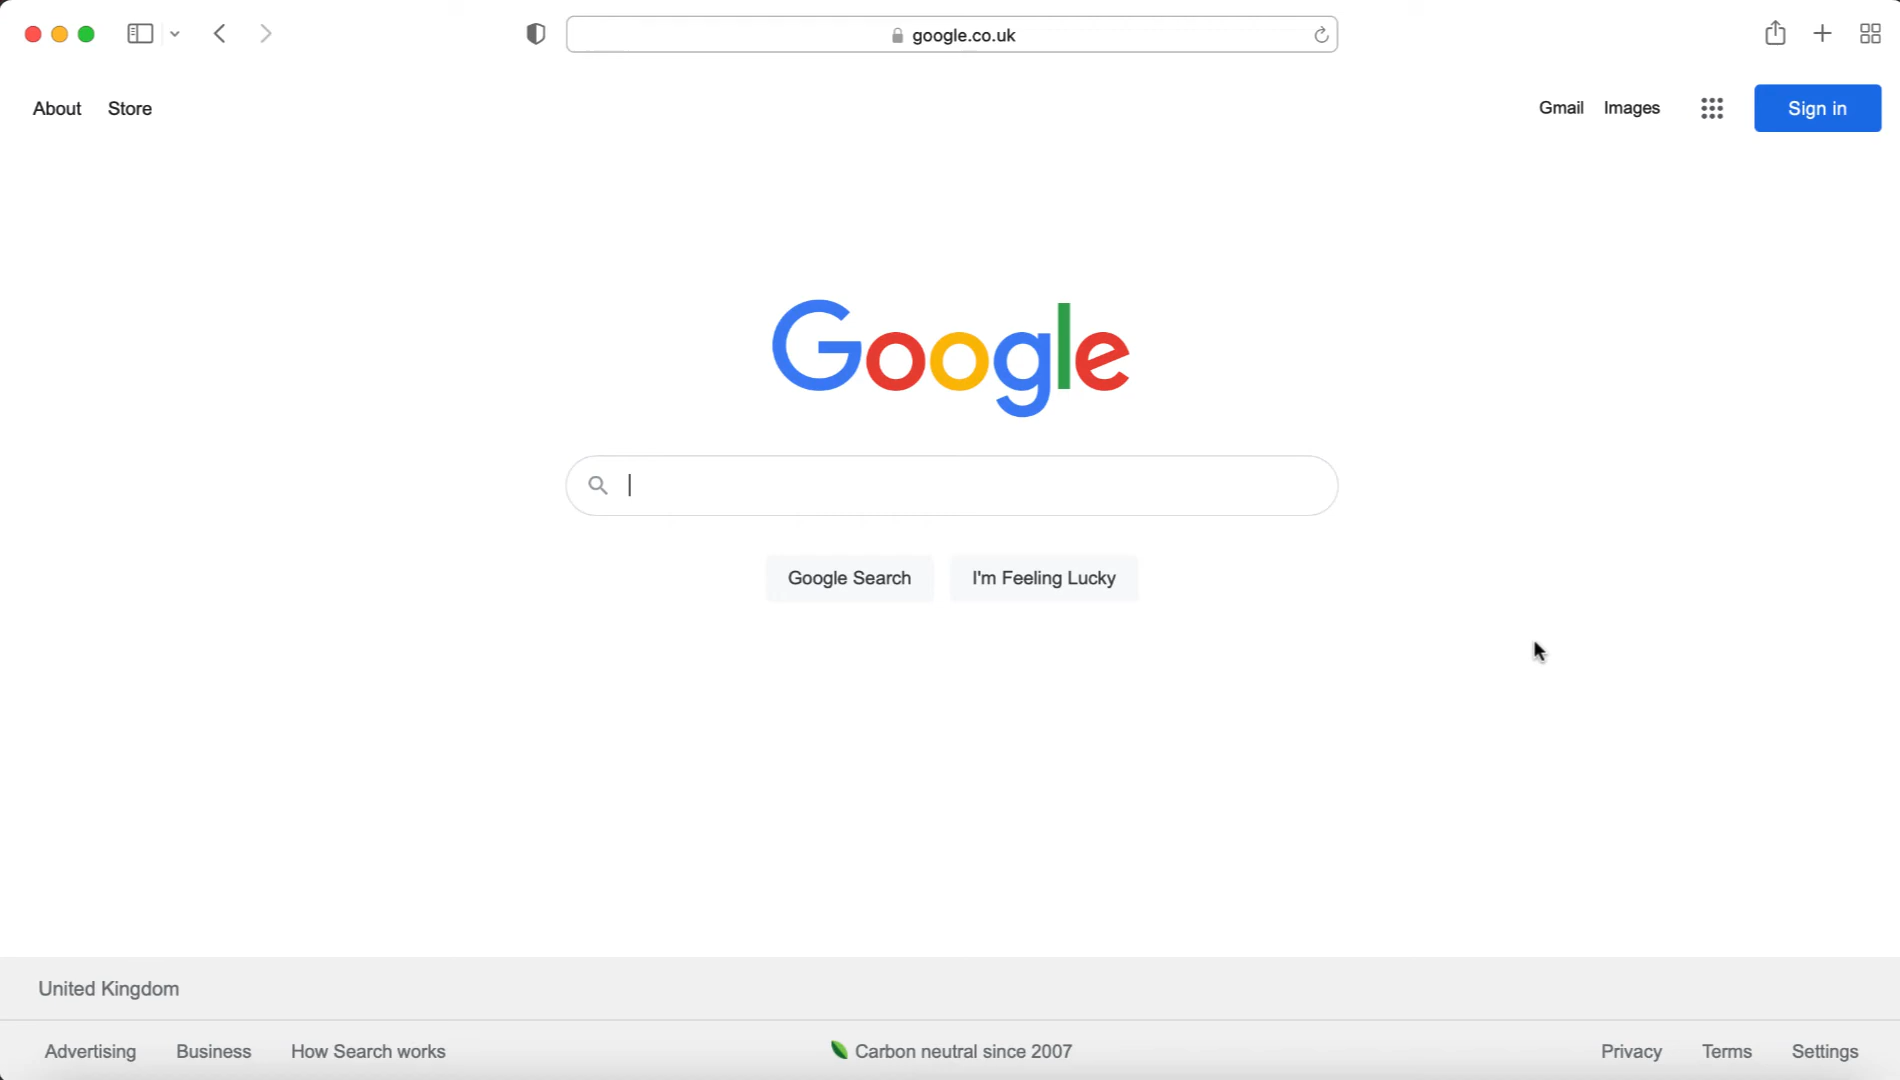 google.co.uk
About Store Gmail Images Sign in
Google
Google Search I'm Feeling Lucky
United Kingdom
Advertising Business How Search works Carbon neutral since 2007 Privacy Terms Settings